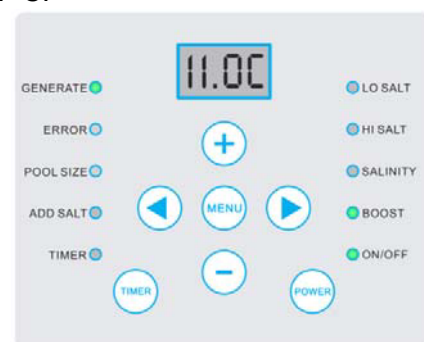 11.0C
GENERATE
LO SALT
ERROR
HI SALT
POOL SIZE
SALINITY
MENU
ADD SALT
BOOST
TIMER
ON/OFF
TIMER
POWER